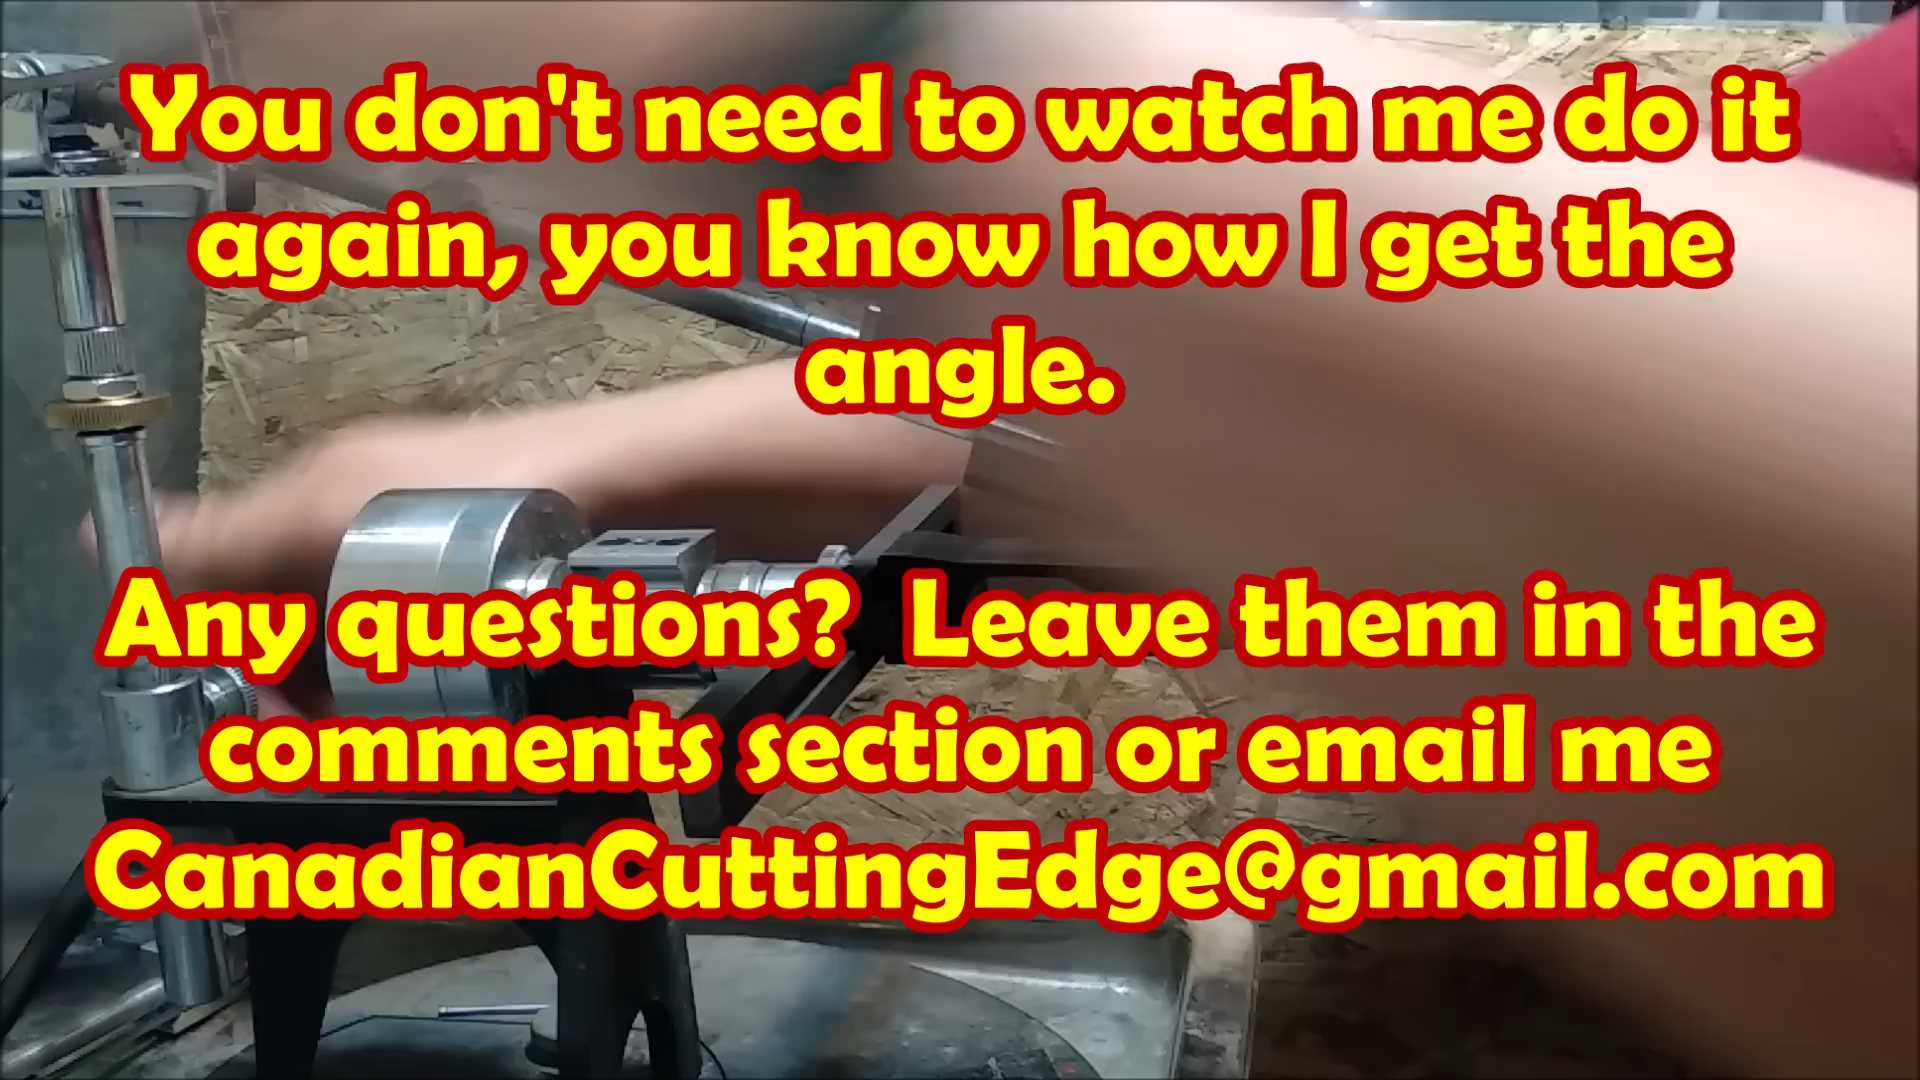 You don't need to watch me do it
again, you know how I get the
angle.
Any questions?  Leave them in the
comments section or email me
CanadianCuttingEdge@gmail.com